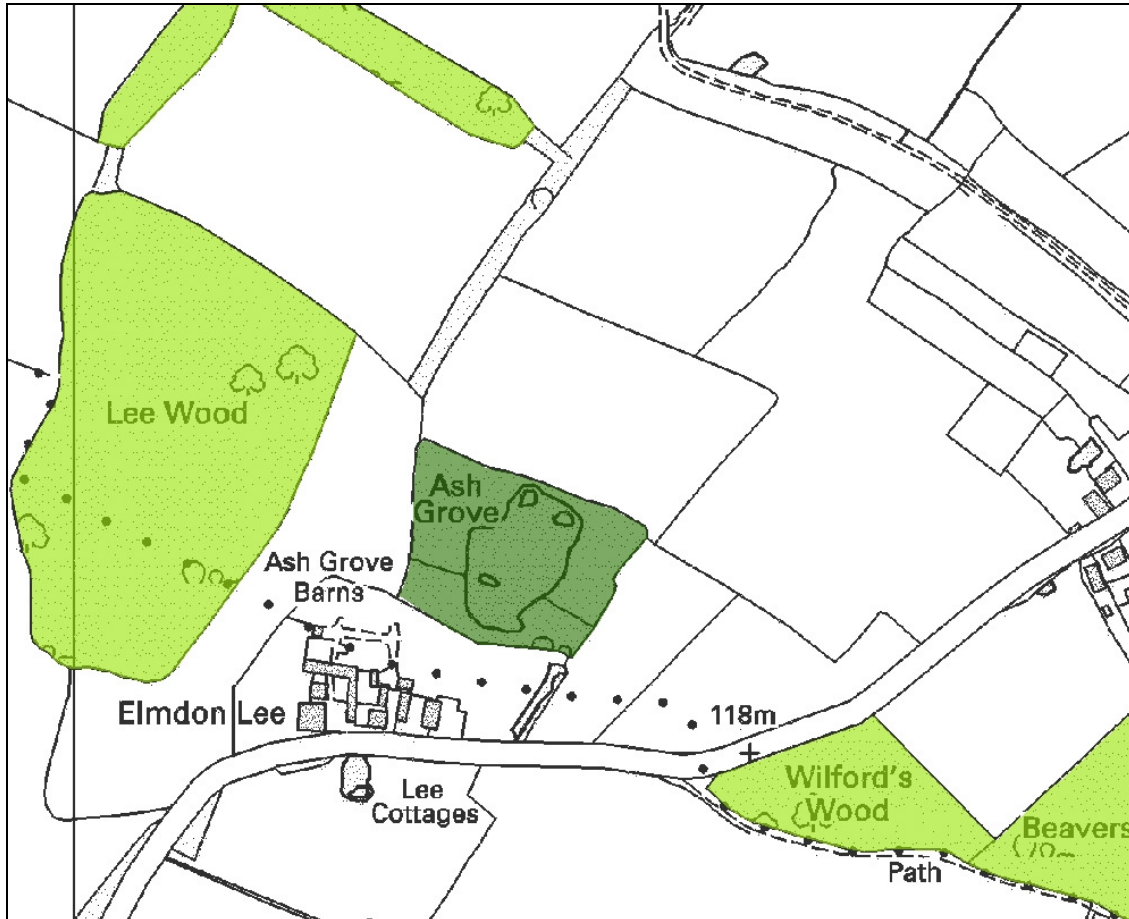 Lee Wood
Ash
Grove
Ash Grove
Barns
Elmdon Lee
118m
Lee
Cottages
Wilford's
Wood
Beavers
Path